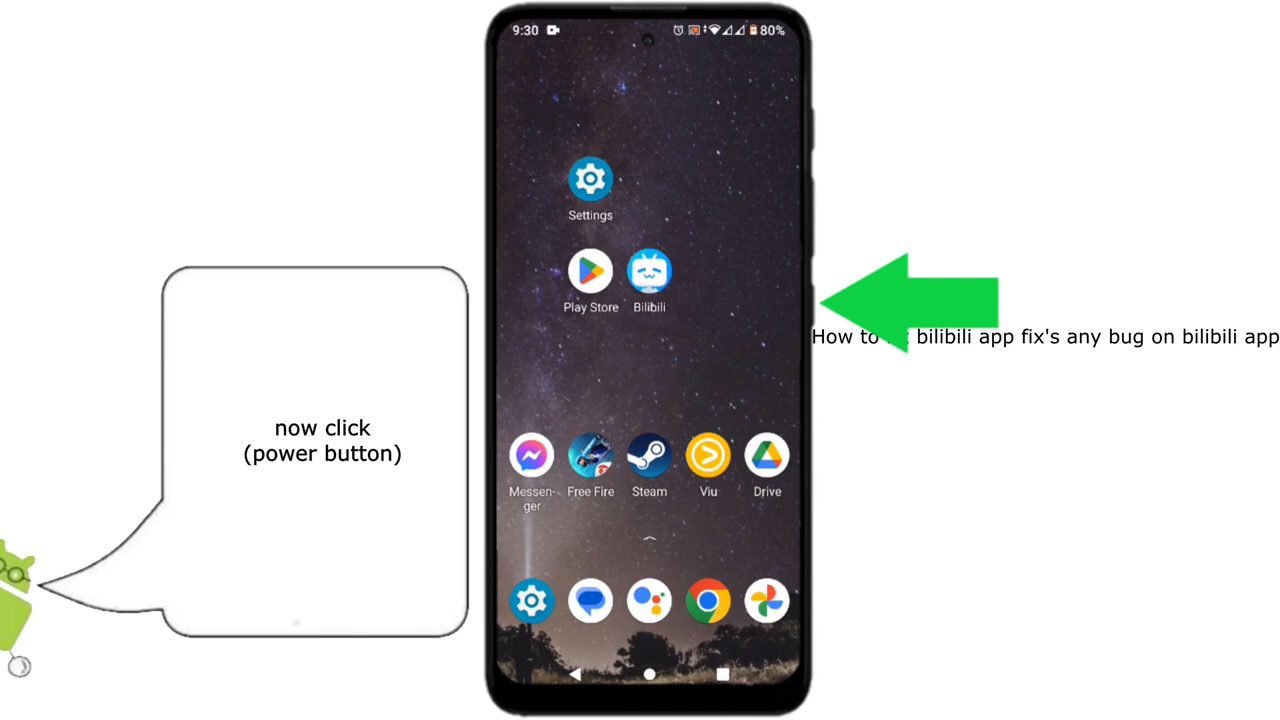 9:30
80%
Settings
Play Store Bilibili
How to bilibili app fix's any bug on bilibili app
now click
(power button)
Messen-
ger
Free Fire Steam Viu Drive